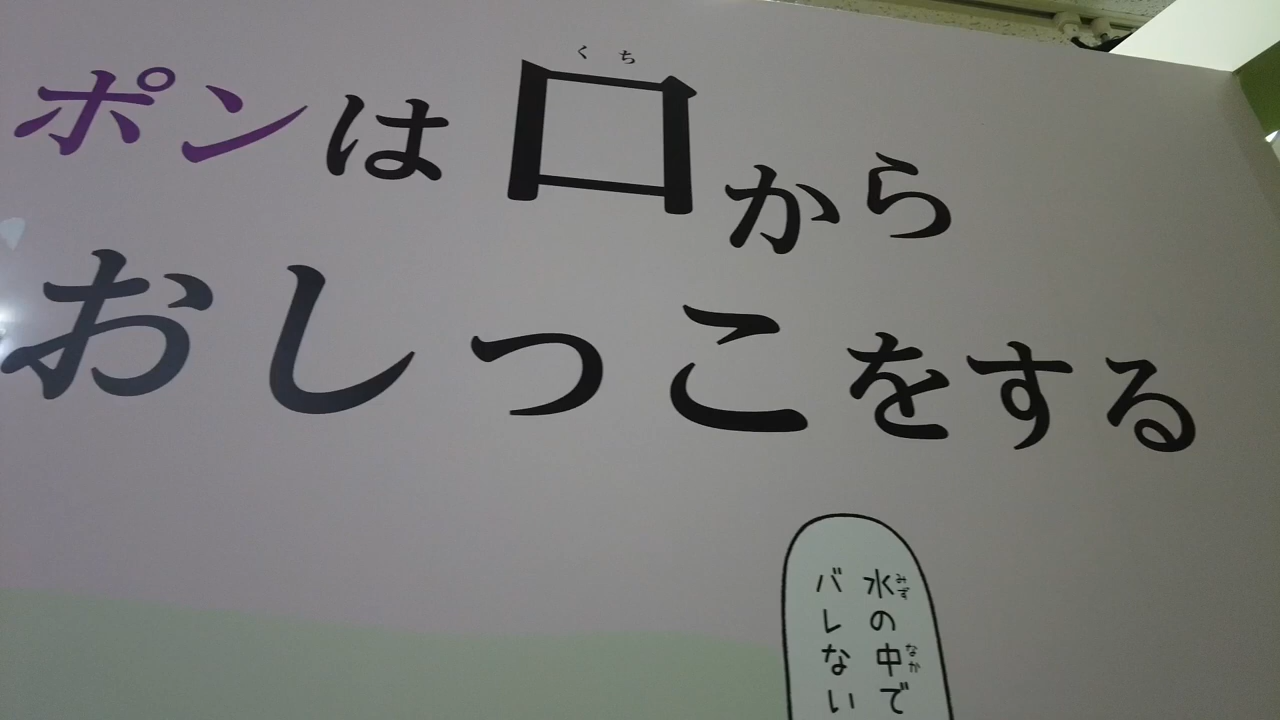 ポンは口から
くち
おしっこをする
水の中で
みず
なか
バレない